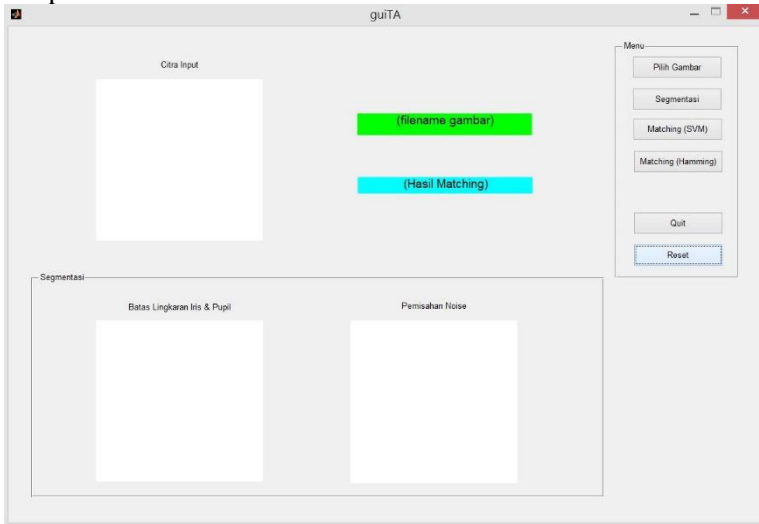 guiTA
Citra Input
(filename gambar)
(Hasil Matching)
Menu
Pilih Gambar
Segmentasi
Matching (SVM)
Matching (Hamming)
Quit
Reset
Segmentasi
Batas Lingkaran Iris & Pupil
Pemisahan Noise